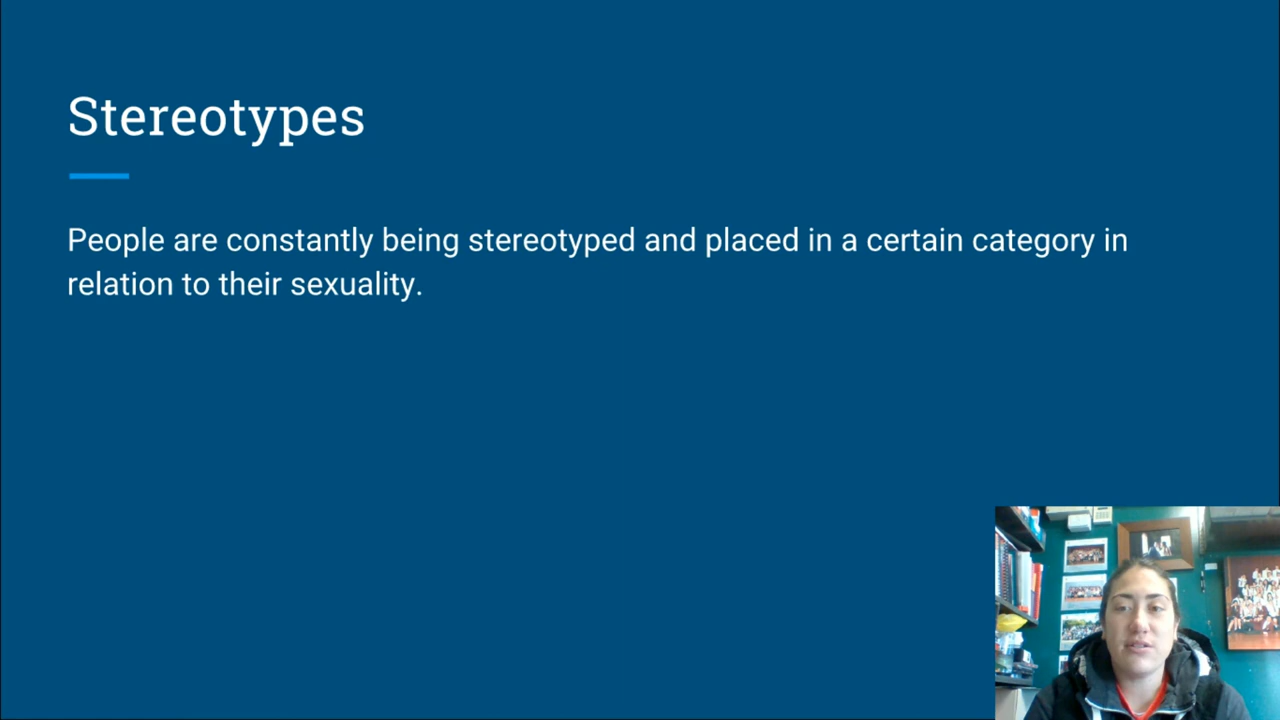 Stereotypes
People are constantly being stereotyped and placed in a certain category in
relation to their sexuality.